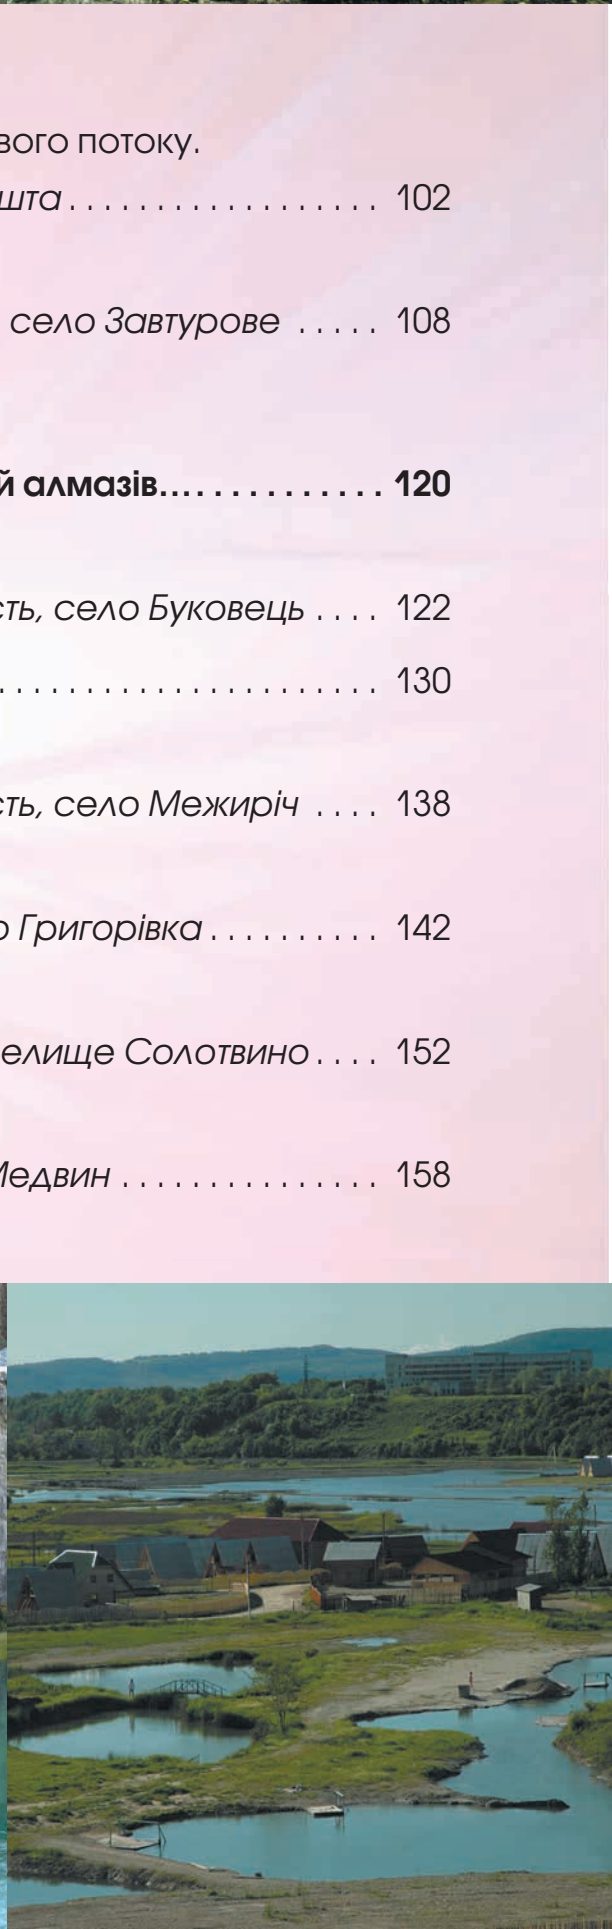 вого потоку.
шта . . . . . . . . . . . . . . . . . . 102
село Завтурове . . . . . 108
й алмазів.... . . . . . . . . . . . . 120
сть, село Буковець . . . . 122
. . . . . . . . . . . . . . . . . . . . . . 130
сть, село Межиріч . . . . 138
о Григорівка . . . . . . . . . . 142
елище Солотвино . . . . 152
Медвин . . . . . . . . . . . . . . . 158